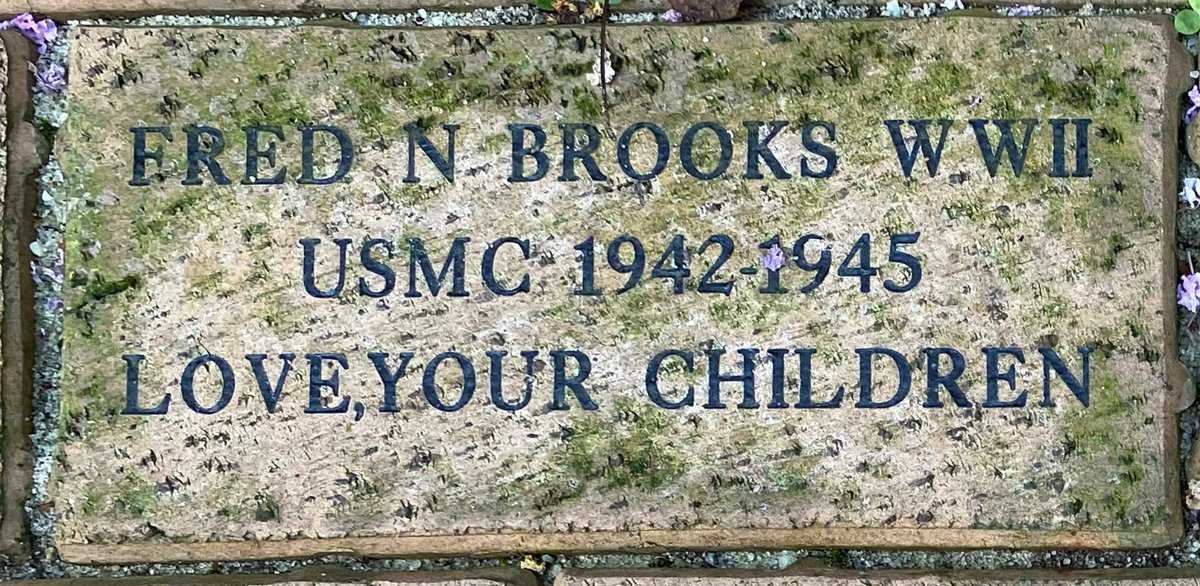 FRED N BROOKS WWII
USMC 1942-1945
LOVE,YOUR CHILDREN